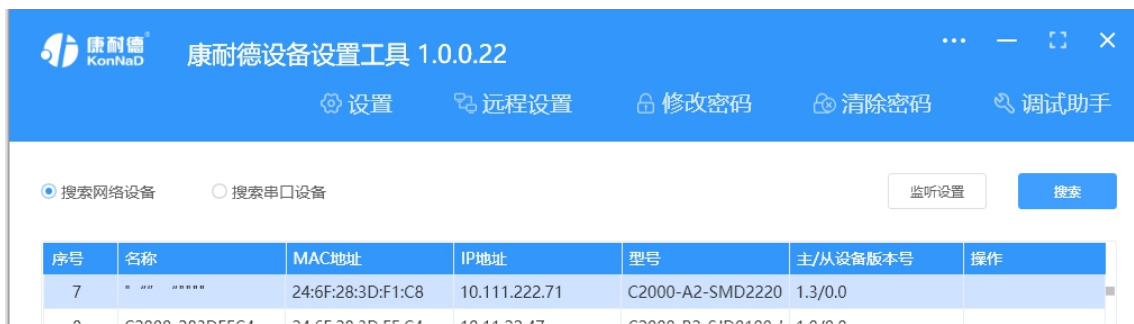 康耐德®
KonNaD
康耐德设备设置工具 1.0.0.22
设置 远程设置 修改密码 清除密码 调试助手
搜索网络设备 搜索串口设备 监听设置 搜索
序号 名称 MAC地址 IP地址 型号 主/从设备版本号 操作
7 24:6F:28:3D:F1:C8 10.111.222.71 C2000-A2-SMD2220 1.3/0.0